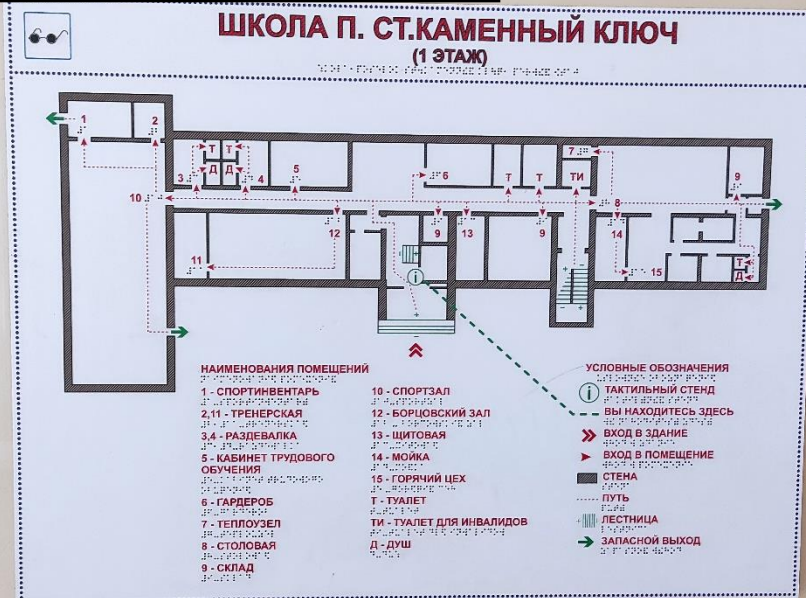 ШКОЛА П. СТ.КАМЕННЫЙ КЛЮЧ
(1 ЭТАЖ)
1
2
3
Т
Т
Д
Д
4
5
6
Т
Т
7
ТИ
8
9
10
11
12
9
13
9
14
15
Т
Д
i
НАИМЕНОВАНИЯ ПОМЕЩЕНИЙ
1 - СПОРТИНВЕНТАРЬ
2,11 - ТРЕНЕРСКАЯ
3,4 - РАЗДЕВАЛКА
5 - КАБИНЕТ ТРУДОВОГО
ОБУЧЕНИЯ
6 - ГАРДЕРОБ
7 - ТЕПЛОУЗЕЛ
8 - СТОЛОВАЯ
9 - СКЛАД
10 - СПОРТЗАЛ
12 - БОРЦОВСКИЙ ЗАЛ
13 - ЩИТОВАЯ
14 - МОЙКА
15 - ГОРЯЧИЙ ЦЕХ
Т - ТУАЛЕТ
ТИ - ТУАЛЕТ ДЛЯ ИНВАЛИДОВ
Д - ДУШ
УСЛОВНЫЕ ОБОЗНАЧЕНИЯ
i ТАКТИЛЬНЫЙ СТЕНД
ВЫ НАХОДИТЕСЬ ЗДЕСЬ
ВХОД В ЗДАНИЕ
ВХОД В ПОМЕЩЕНИЕ
СТЕНА
ПУТЬ
ЛЕСТНИЦА
ЗАПАСНОЙ ВЫХОД